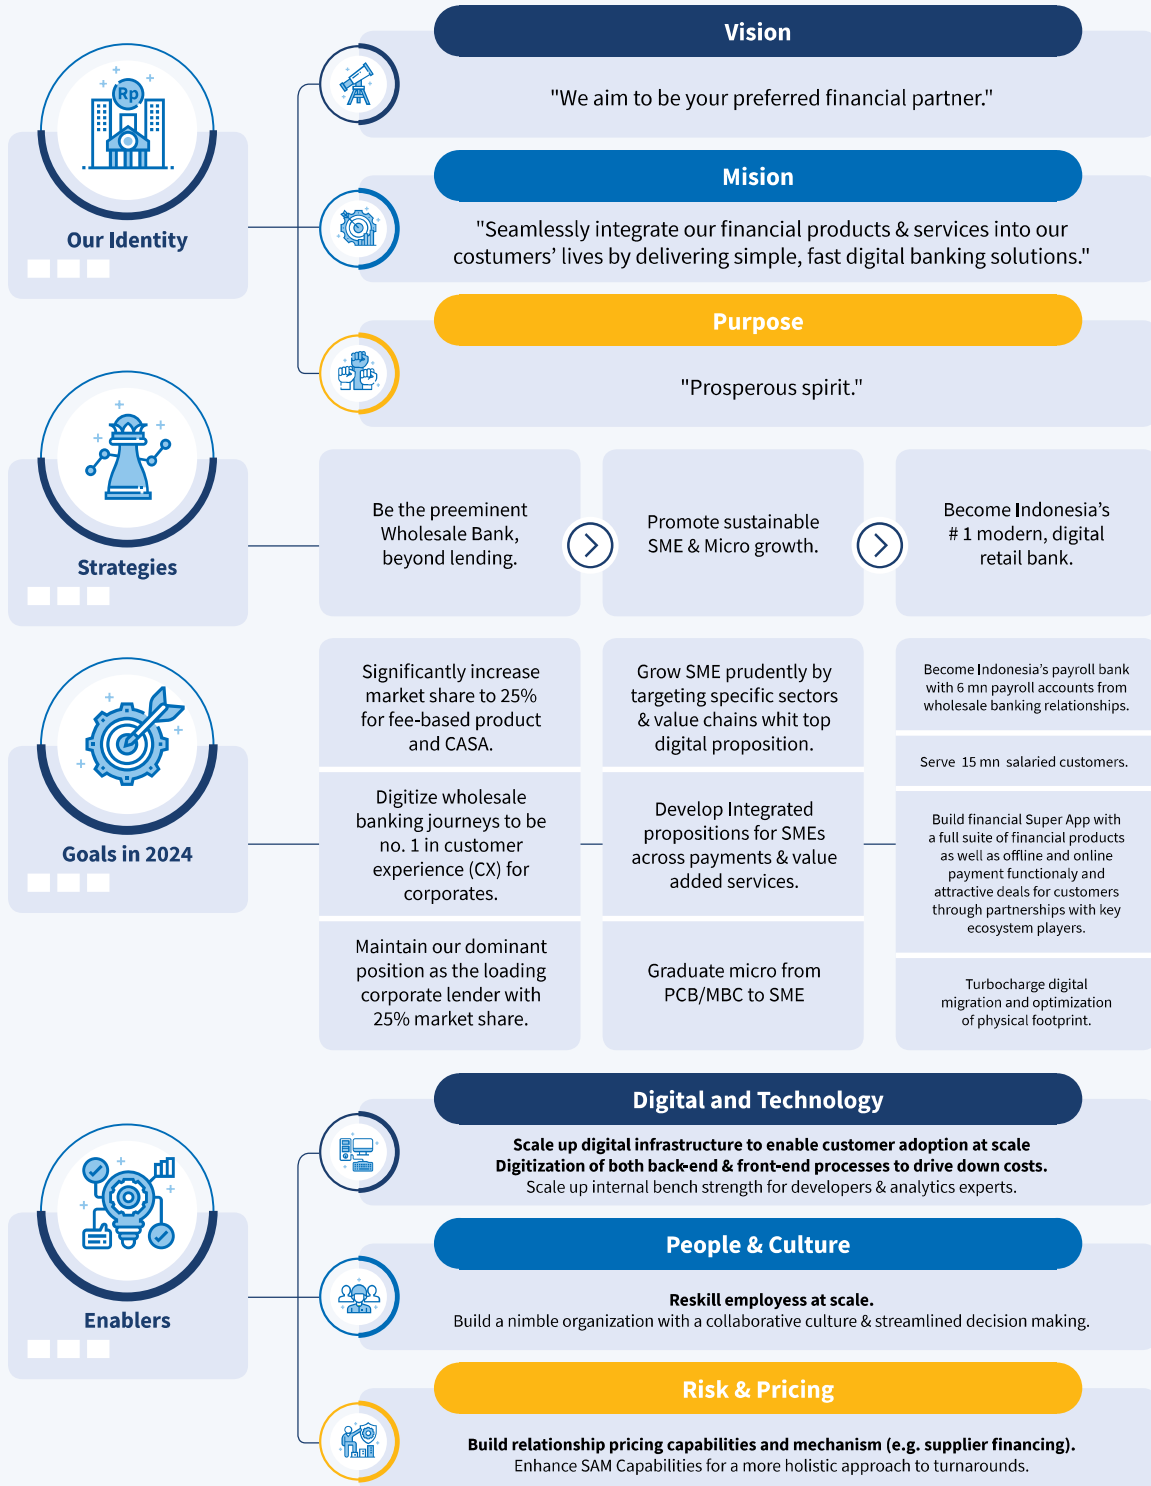 Vision
"We aim to be your preferred financial partner."
Rp
Our Identity
Mision
"Seamlessly integrate our financial products & services into our
costumers’ lives by delivering simple, fast digital banking solutions."
Purpose
"Prosperous spirit."
Strategies
Be the preeminent
Wholesale Bank,
beyond lending.
Promote sustainable
SME & Micro growth.
Become Indonesia’s
# 1 modern, digital
retail bank.
Goals in 2024
Significantly increase
market share to 25%
for fee-based product
and CASA.
Digitize wholesale
banking journeys to be
no. 1 in customer
experience (CX) for
corporates.
Maintain our dominant
position as the loading
corporate lender with
25% market share.
Grow SME prudently by
targeting specific sectors
& value chains whit top
digital proposition.
Develop Integrated
propositions for SMEs
across payments & value
added services.
Graduate micro from
PCB/MBC to SME
Become Indonesia’s payroll bank
with 6 mn payroll accounts from
wholesale banking relationships.
Serve 15 mn salaried customers.
Build financial Super App with
a full suite of financial products
as well as offline and online
payment functionaly and
attractive deals for customers
through partnerships with key
ecosystem players.
Turbocharge digital
migration and optimization
of physical footprint.
Enablers
Digital and Technology
Scale up digital infrastructure to enable customer adoption at scale
Digitization of both back-end & front-end processes to drive down costs.
Scale up internal bench strength for developers & analytics experts.
People & Culture
Reskill employess at scale.
Build a nimble organization with a collaborative culture & streamlined decision making.
Risk & Pricing
Build relationship pricing capabilities and mechanism (e.g. supplier financing).
Enhance SAM Capabilities for a more holistic approach to turnarounds.